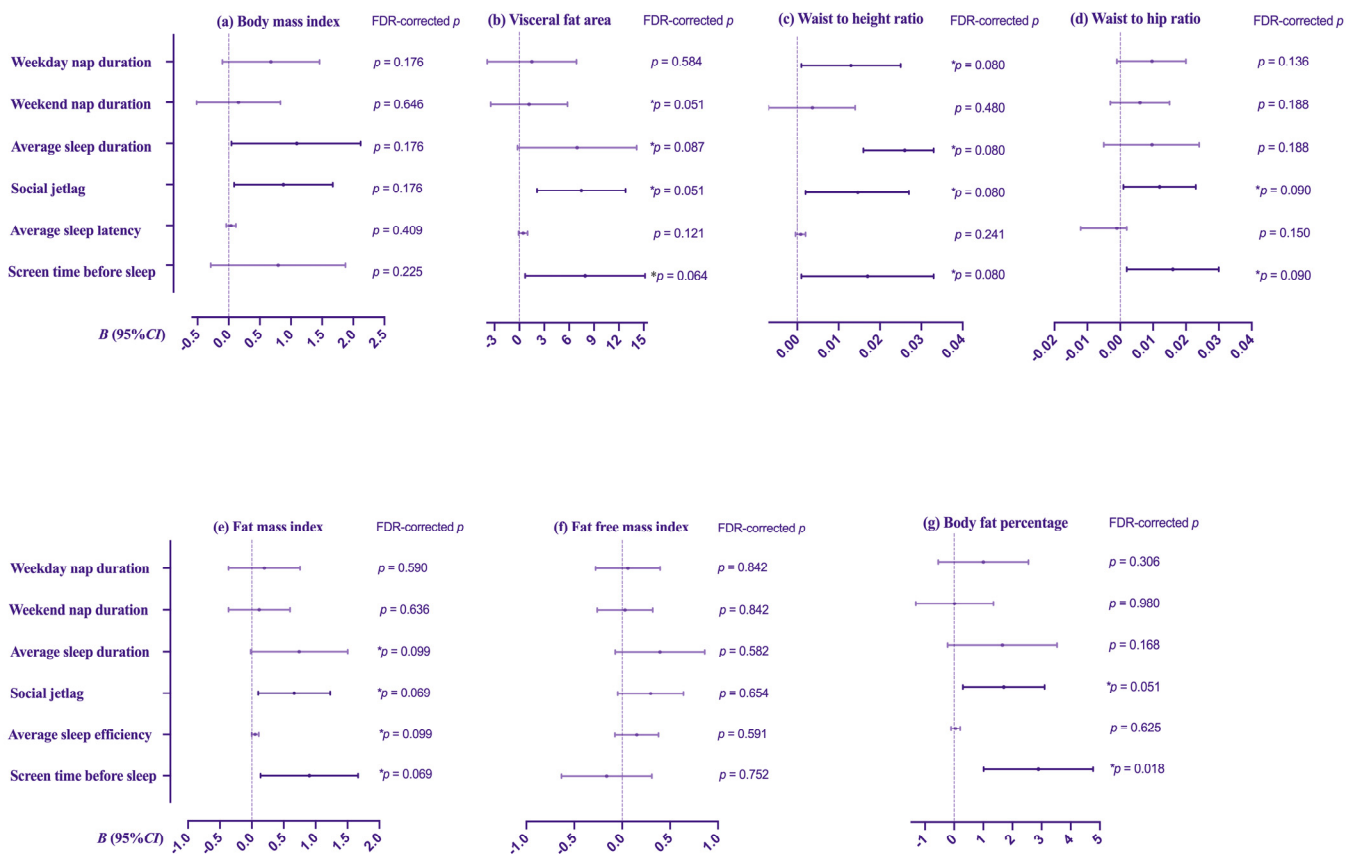 (a) Body mass index FDR-corrected p (b) Visceral fat area FDR-corrected p (c) Waist to height ratio FDR-corrected p (d) Waist to hip ratio FDR-corrected p
Weekday nap duration p = 0.176 p = 0.584 *p = 0.080 p = 0.136
Weekend nap duration p = 0.646 *p = 0.051 p = 0.480 p = 0.188
Average sleep duration p = 0.176 *p = 0.087 *p = 0.080 p = 0.188
Social jetlag p = 0.176 *p = 0.051 *p = 0.080 *p = 0.090
Average sleep latency p = 0.409 p = 0.121 p = 0.241 p = 0.150
Screen time before sleep p = 0.225 *p = 0.064 *p = 0.080 *p = 0.090
B (95%CI) -0.5 0.0 0.5 1.0 1.5 2.0 2.5 -3 0 3 6 9 12 15 0.00 0.01 0.02 0.03 0.04 -0.02 -0.01 0.00 0.01 0.02 0.03 0.04
(e) Fat mass index FDR-corrected p (f) Fat free mass index FDR-corrected p (g) Body fat percentage FDR-corrected p
Weekday nap duration p = 0.590 p = 0.842 p = 0.306
Weekend nap duration p = 0.636 p = 0.842 p = 0.980
Average sleep duration *p = 0.099 p = 0.582 p = 0.168
Social jetlag *p = 0.069 p = 0.654 *p = 0.051
Average sleep efficiency *p = 0.099 p = 0.591 p = 0.625
Screen time before sleep *p = 0.069 p = 0.752 *p = 0.018
B (95%CI) -1.0 -0.5 0.0 0.5 1.0 1.5 2.0 -1.0 -0.5 0.0 0.5 1.0 -1 0 1 2 3 4 5